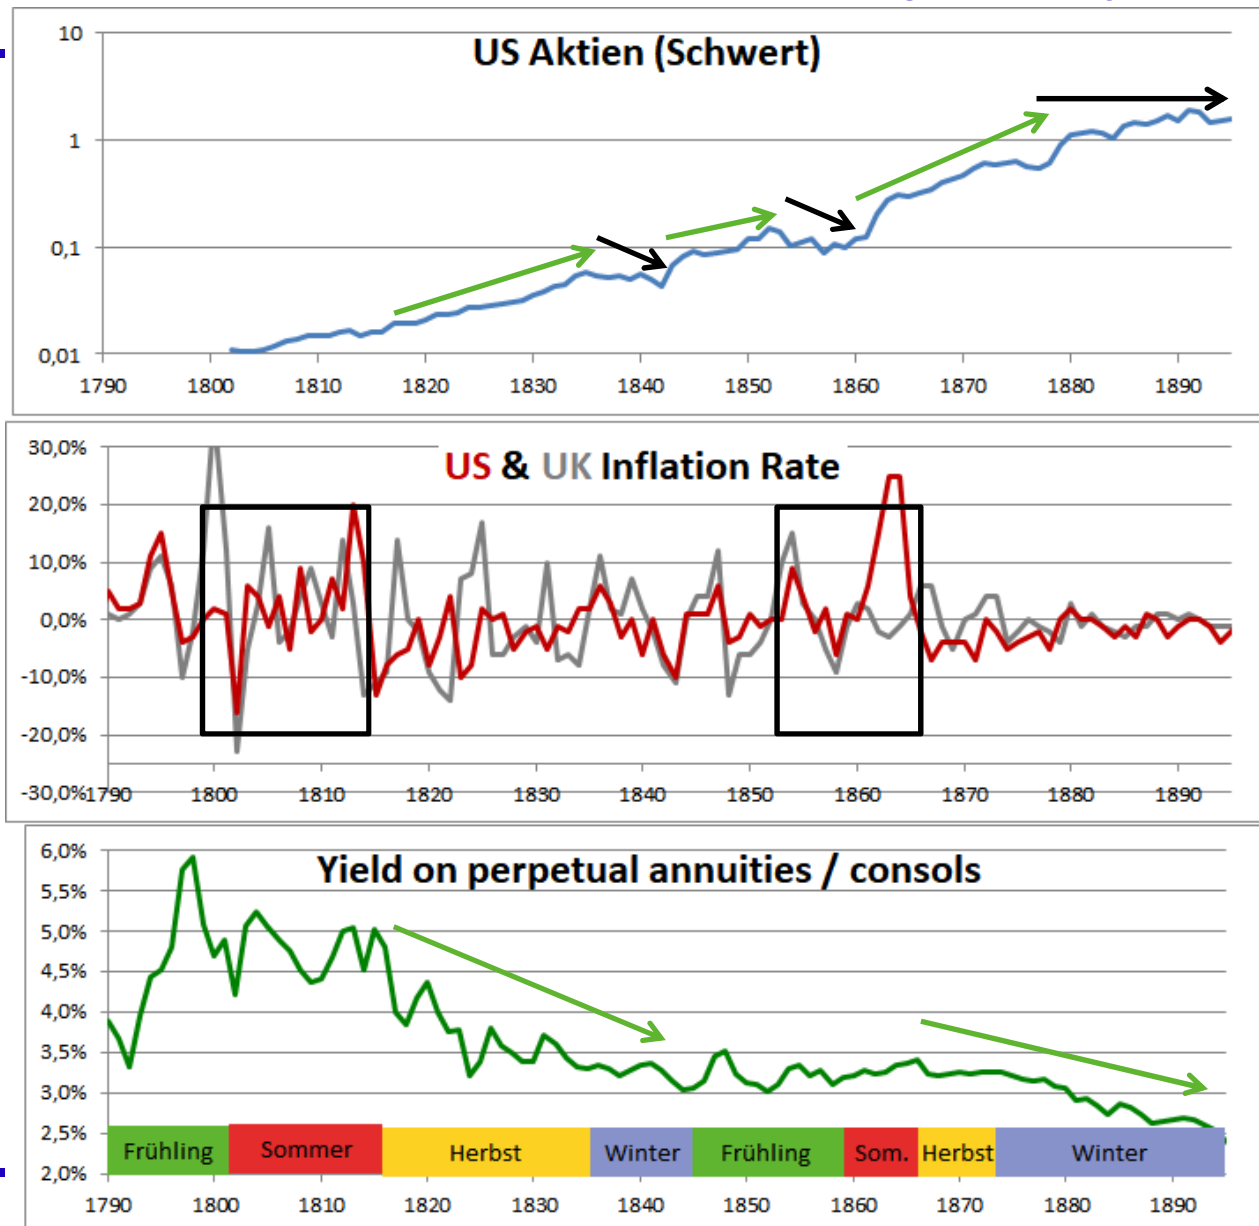 US Aktien (Schwert)
10
1
0,1
0,01
1790 1800 1810 1820 1830 1840 1850 1860 1870 1880 1890
US & UK Inflation Rate
30,0%
20,0%
10,0%
0,0%
-10,0%
-20,0%
-30,0%
1790 1800 1810 1820 1830 1840 1850 1860 1870 1880 1890
Yield on perpetual annuities / consols
6,0%
5,5%
5,0%
4,5%
4,0%
3,5%
3,0%
2,5%
2,0%
Frühling Sommer Herbst Winter Frühling Som. Herbst Winter
1790 1800 1810 1820 1830 1840 1850 1860 1870 1880 1890